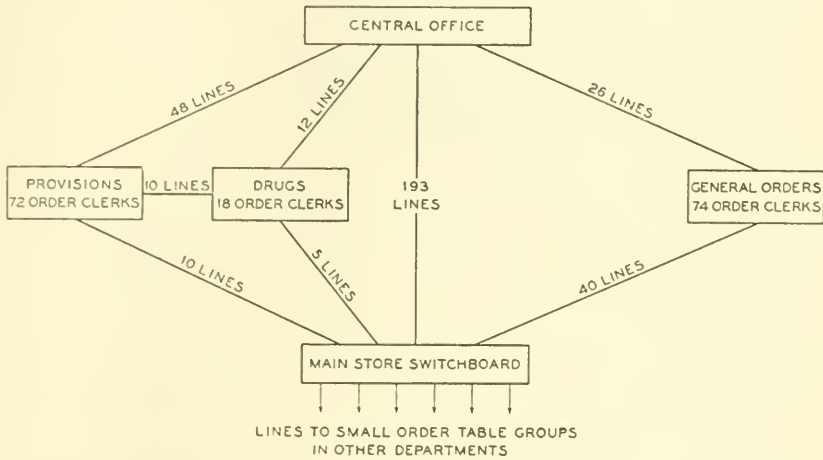 CENTRAL OFFICE
48 LINES
12 LINES
26 LINES
PROVISIONS
72 ORDER CLERKS
10 LINES
DRUGS
18 ORDER CLERKS
193
LINES
GENERAL ORDERS
74 ORDER CLERKS
10 LINES
5 LINES
40 LINES
MAIN STORE SWITCHBOARD
LINES TO SMALL ORDER TABLE GROUPS
IN OTHER DEPARTMENTS